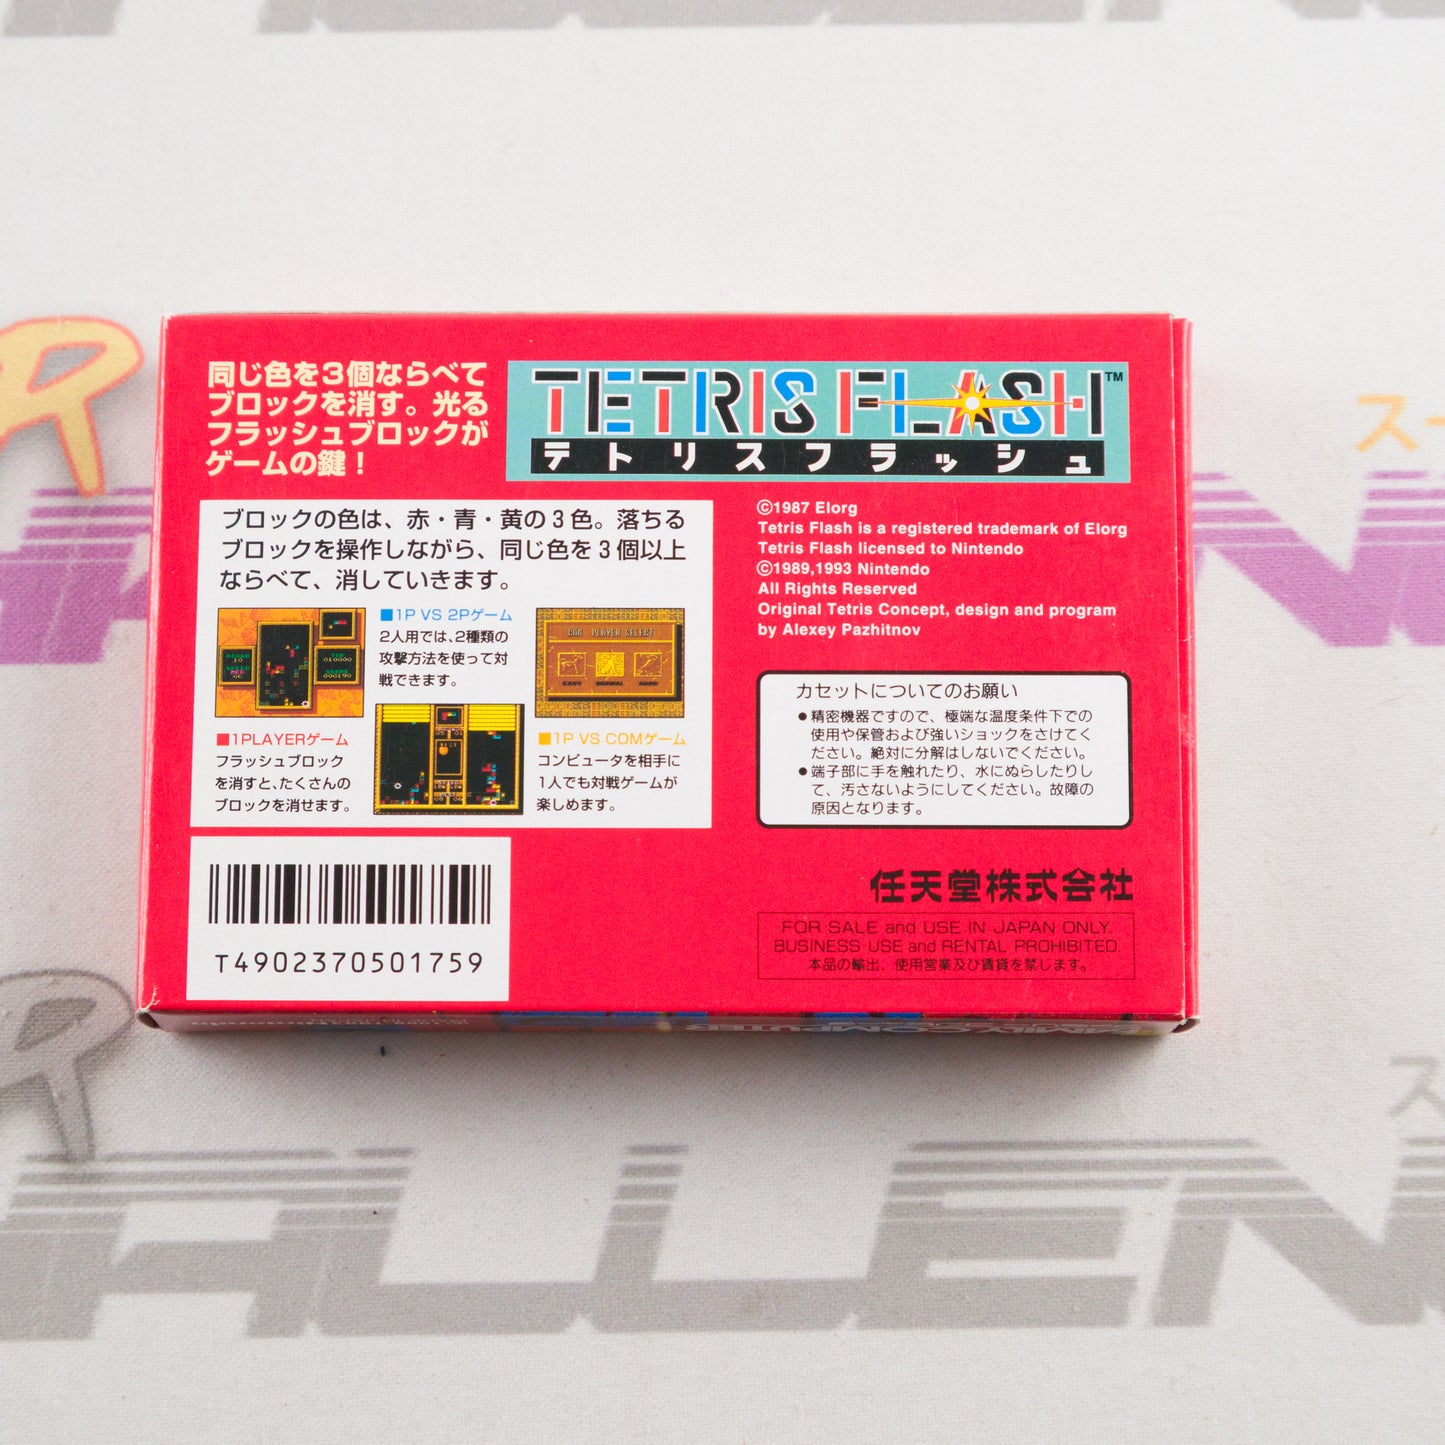 同じ色を3個ならべて
ブロックを消す。光る
フラッシュブロックが
ゲームの鍵!
TETRIS FLASH™
テトリスフラッシュ
ブロックの色は、赤・青・黄の3色。落ちる
ブロックを操作しながら、同じ色を3個以上
ならべて、消していきます。
■1P VS 2Pゲーム
2人用では、2種類の
攻撃方法を使って対
戦できます。
■1PLAYERゲーム
フラッシュブロック
を消すと、たくさんの
ブロックを消せます。
PLAYER SELECT
EASY NORMAL HARD
■1P VS COMゲーム
コンピュータを相手に
1人でも対戦ゲームが
楽しめます。
©1987 Elorg
Tetris Flash is a registered trademark of Elorg
Tetris Flash licensed to Nintendo
©1989,1993 Nintendo
All Rights Reserved
Original Tetris Concept, design and program
by Alexey Pazhitnov
カセットについてのお願い
●精密機器ですので、極端な温度条件下での
使用や保管および強いショックをさけてく
ださい。絶対に分解はしないでください。
●端子部に手を触れたり、水にぬらしたりし
て、汚さないようにしてください。故障の
原因となります。
T4902370501759
任天堂株式会社
FOR SALE and USE IN JAPAN ONLY.
BUSINESS USE and RENTAL PROHIBITED.
本品の輸出、使用営業及び賃貸を禁じます。